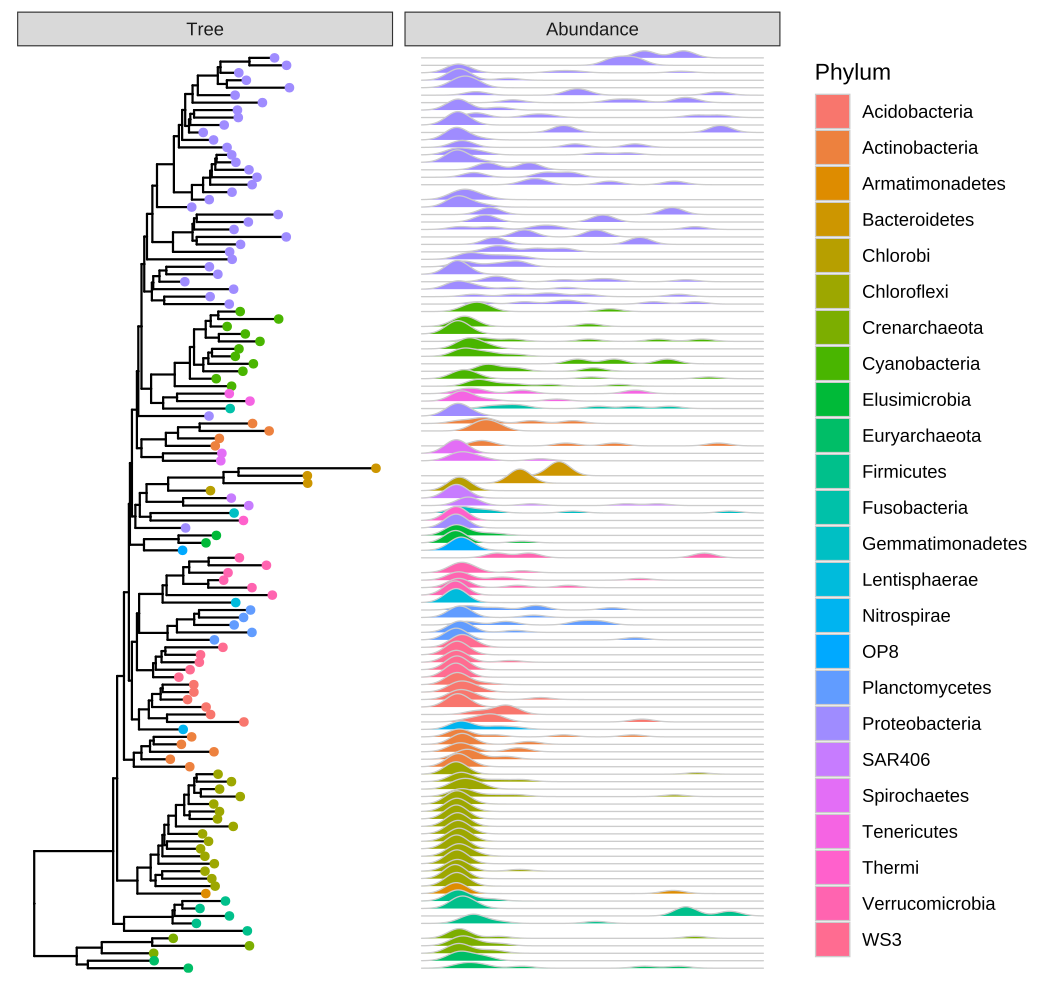 Tree
Abundance
Phylum
Acidobacteria
Actinobacteria
Armatimonadetes
Bacteroidetes
Chlorobi
Chloroflexi
Crenarchaeota
Cyanobacteria
Elusimicrobia
Euryarchaeota
Firmicutes
Fusobacteria
Gemmatimonadetes
Lentisphaerae
Nitrospirae
OP8
Planctomycetes
Proteobacteria
SAR406
Spirochaetes
Tenericutes
Thermi
Verrucomicrobia
WS3